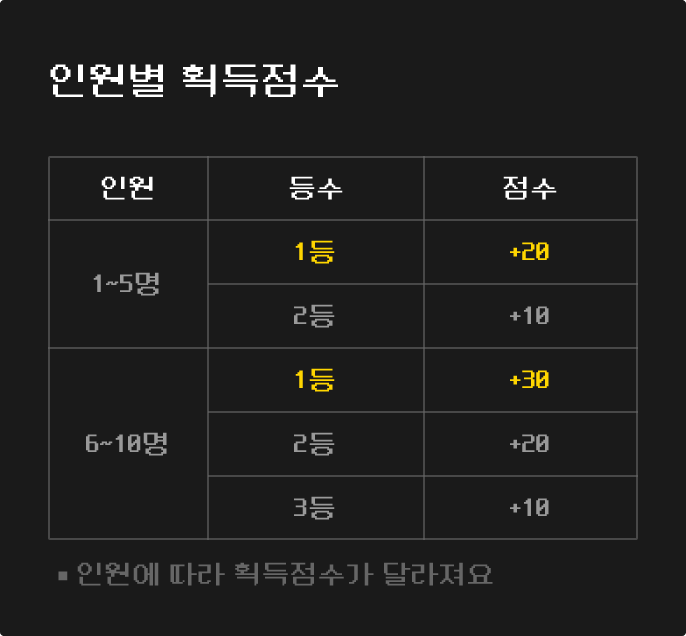 인원별 획득점수
인원 등수 점수
1~5명 1등 +20
2등 +10
6~10명 1등 +30
2등 +20
3등 +10
▪ 인원에 따라 획득점수가 달라져요